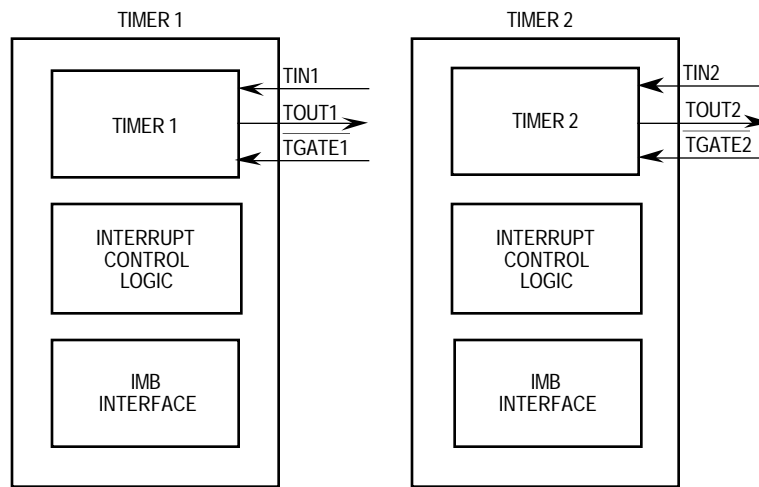 TIMER 1
TIMER 1
TIN1
TOUT1
TGATE1
INTERRUPT
CONTROL
LOGIC
IMB
INTERFACE
TIMER 2
TIMER 2
TIN2
TOUT2
TGATE2
INTERRUPT
CONTROL
LOGIC
IMB
INTERFACE